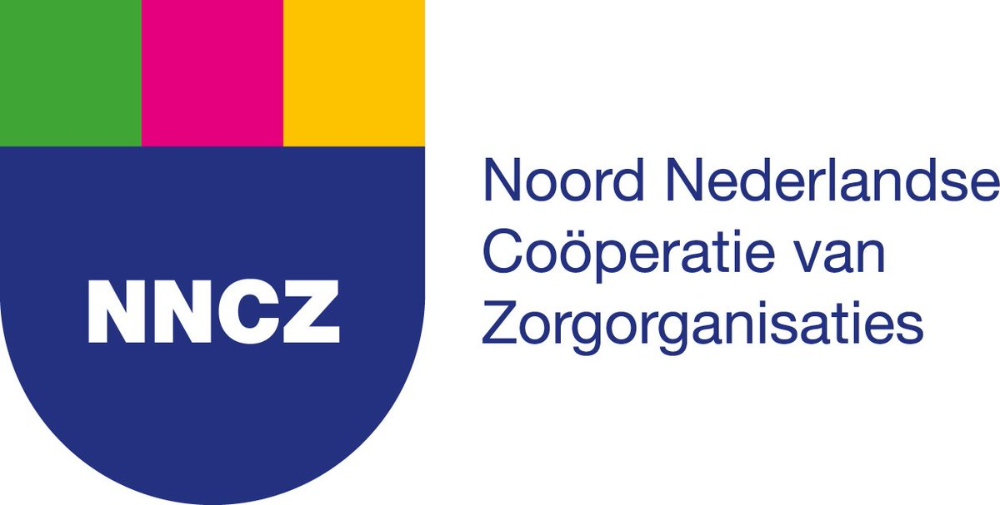 NNCZ
Noord Nederlandse
Coöperatie van
Zorgorganisaties